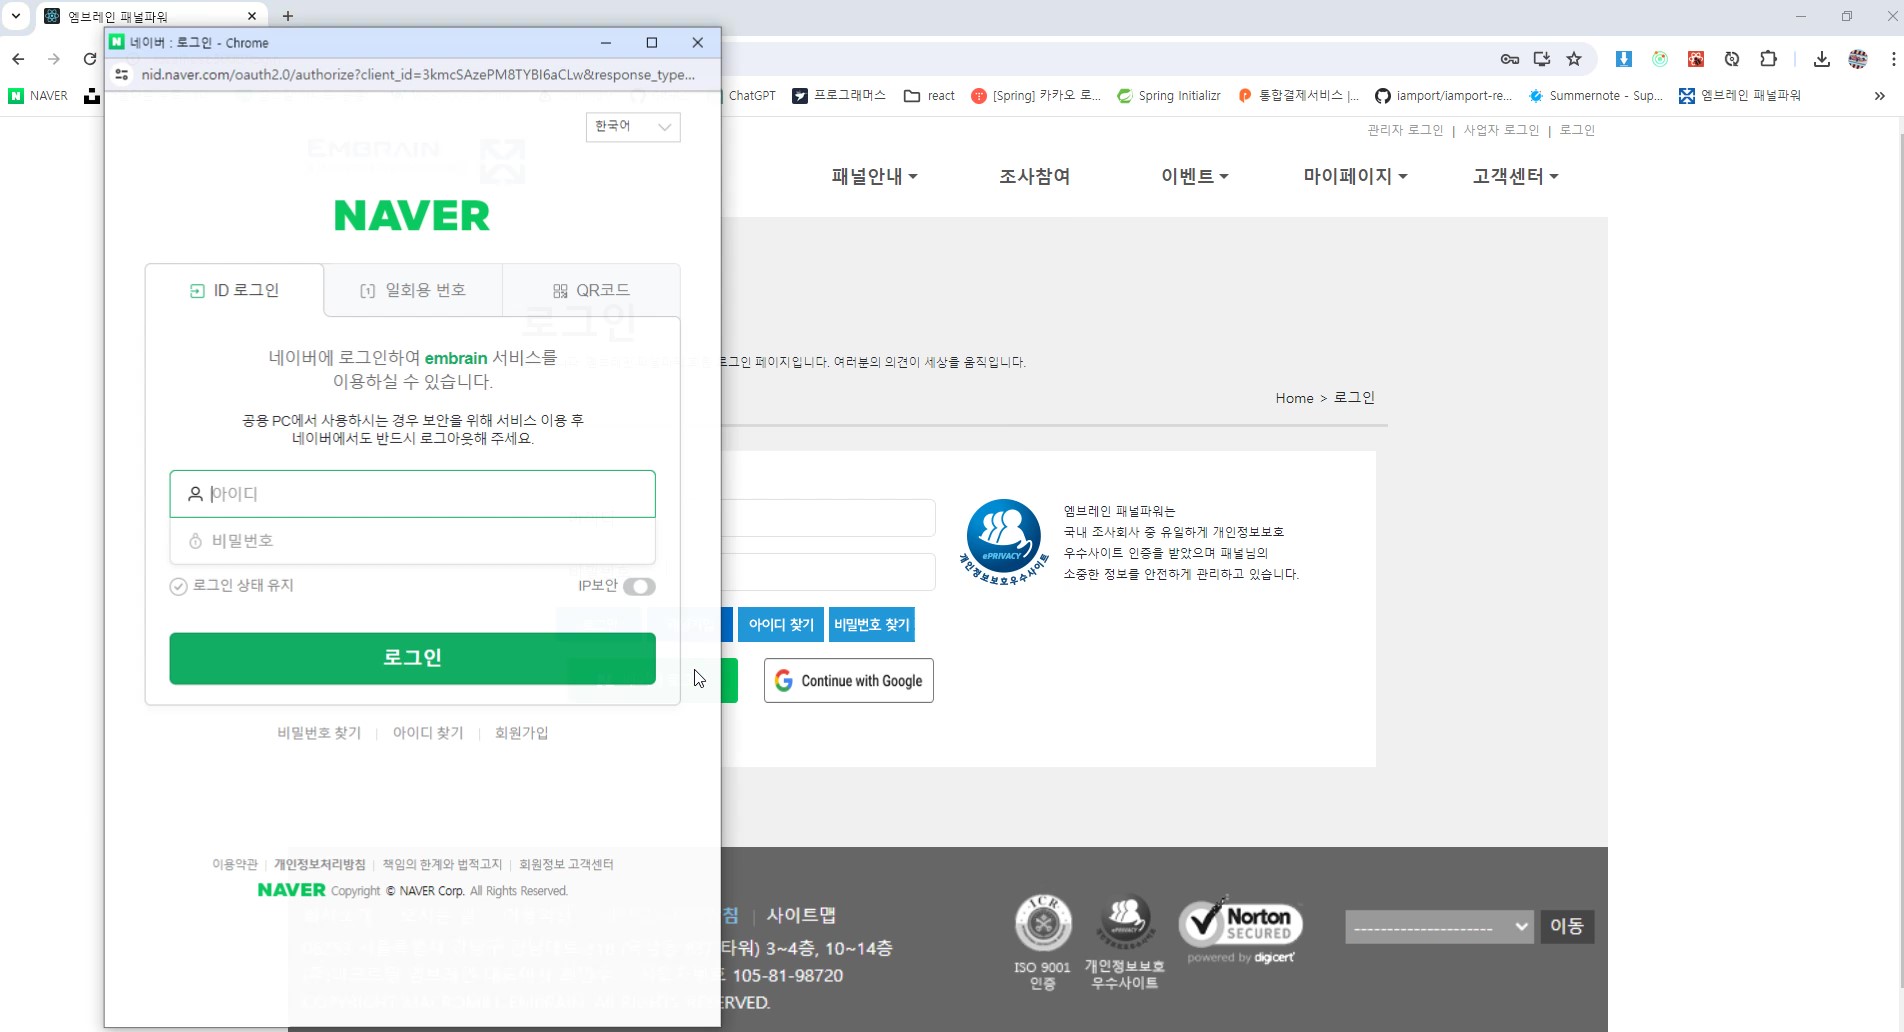 엠브레인 패널파워
네이버 : 로그인 - Chrome
nid.naver.com/oauth2.0/authorize?client_id=3kmcSAzePM8TYBI6aCLw&response_type...
NAVER
ChatGPT
프로그래머스
react
[Spring] 카카오 로...
Spring Initializr
통합결제서비스 |...
iamport/iamport-re...
Summernote - Sup...
엠브레인 패널파워
한국어
EMBRAIN
NAVER
ID 로그인
일회용 번호
QR코드
네이버에 로그인하여 embrain 서비스를
이용하실 수 있습니다.
공용 PC에서 사용하시는 경우 보안을 위해 서비스 이용 후
네이버에서도 반드시 로그아웃해 주세요.
아이디
비밀번호
로그인 상태 유지
IP보안
로그인
비밀번호 찾기
아이디 찾기
회원가입
이용약관 | 개인정보처리방침 | 책임의 한계와 법적고지 | 회원정보 고객센터
NAVER Copyright © NAVER Corp. All Rights Reserved.
관리자 로그인 | 사업자 로그인 | 로그인
패널안내
조사참여
이벤트
마이페이지
고객센터
로그인
로그인 페이지입니다. 여러분의 의견이 세상을 움직입니다.
Home > 로그인
ePRIVACY
개인정보보호우수사이트
엠브레인 패널파워는
국내 조사회사 중 유일하게 개인정보보호
우수사이트 인증을 받았으며 패널님의
소중한 정보를 안전하게 관리하고 있습니다.
아이디 찾기
비밀번호 찾기
Continue with Google
침 | 사이트맵
타워) 3~4층, 10~14층
105-81-98720
ERVED.
ICR
ISO 9001
인증
ePRIVACY
개인정보보호
우수사이트
Norton
SECURED
powered by digicert
--------------------
이동